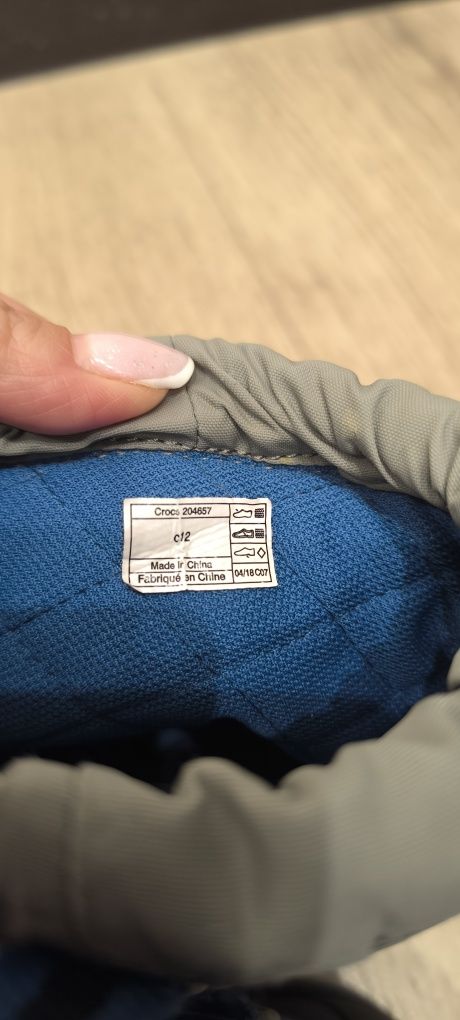 Crocs 204657
c12
Made in China
Fabriqué en Chine
04/18 C07